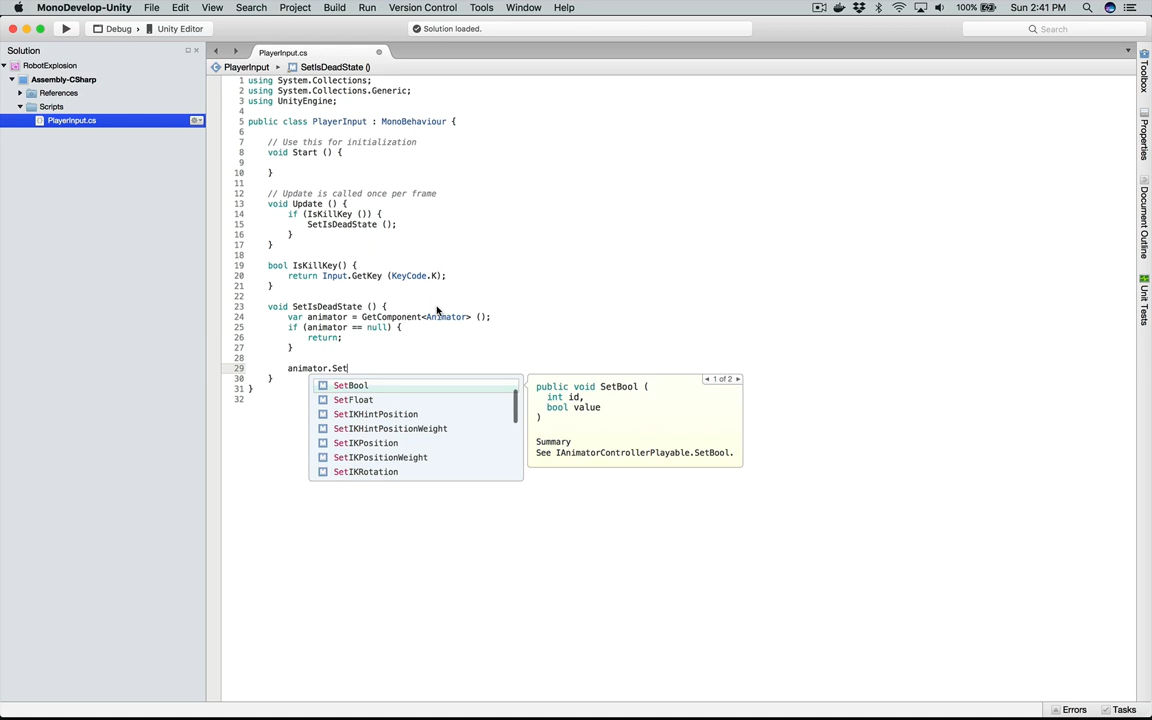 MonoDevelop-Unity File Edit View Search Project Build Run Version Control Tools Window Help 100% Sun 2:41 PM
Debug Unity Editor Solution loaded. Search
Solution
RobotExplosion
Assembly-CSharp
References
Scripts
PlayerInput.cs
PlayerInput.cs
PlayerInput SetIsDeadState ()
1 using System.Collections;
2 using System.Collections.Generic;
3 using UnityEngine;
4
5 public class PlayerInput : MonoBehaviour {
6
7 // Use this for initialization
8 void Start () {
9
10 }
11
12 // Update is called once per frame
13 void Update () {
14 if (IsKillKey ()) {
15 SetIsDeadState ();
16 }
17 }
18
19 bool IsKillKey() {
20 return Input.GetKey (KeyCode.K);
21 }
22
23 void SetIsDeadState () {
24 var animator = GetComponent<Animator> ();
25 if (animator == null) {
26 return;
27 }
28
29 animator.Set
30 }
31 }
32
SetBool
SetFloat
SetIKHintPosition
SetIKHintPositionWeight
SetIKPosition
SetIKPositionWeight
SetIKRotation
1 of 2
public void SetBool (
int id,
bool value
)
Summary
See IAnimatorControllerPlayable.SetBool.
Toolbox
Properties
Document Outline
Unit Tests
Errors Tasks